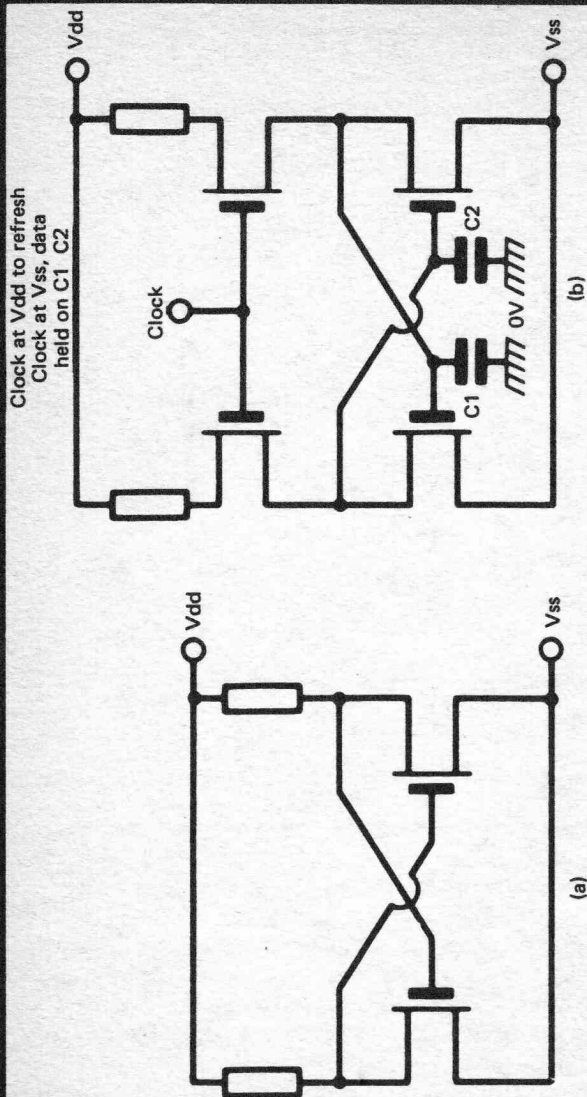 Clock at Vdd to refresh
Clock at Vss, data
held on C1 C2
Vdd
Clock
C1
C2
0V
Vss
(b)
Vdd
Vss
(a)